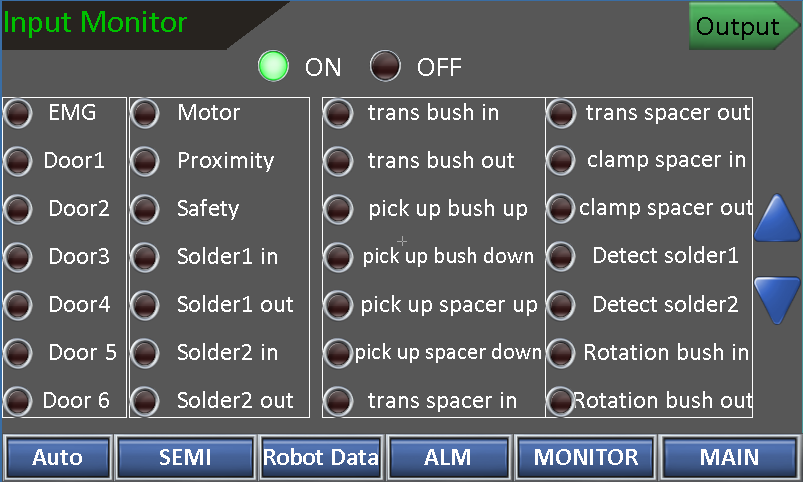 Input Monitor
Output
ON
OFF
EMG
Motor
trans bush in
trans spacer out
Door1
Proximity
trans bush out
clamp spacer in
Door2
Safety
pick up bush up
clamp spacer out
Door3
Solder1 in
pick up bush down
Detect solder1
Door4
Solder1 out
pick up spacer up
Detect solder2
Door 5
Solder2 in
pick up spacer down
Rotation bush in
Door 6
Solder2 out
trans spacer in
Rotation bush out
Auto
SEMI
Robot Data
ALM
MONITOR
MAIN